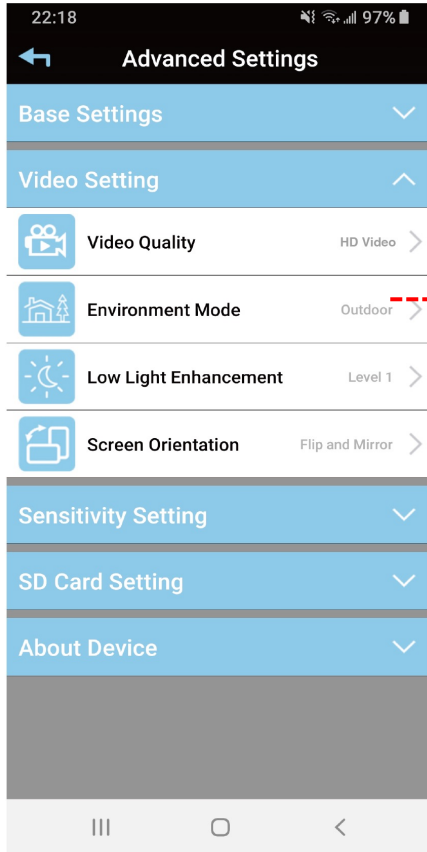 22:18 97%
Advanced Settings
Base Settings
Video Setting
Video Quality HD Video
Environment Mode Outdoor
Low Light Enhancement Level 1
Screen Orientation Flip and Mirror
Sensitivity Setting
SD Card Setting
About Device